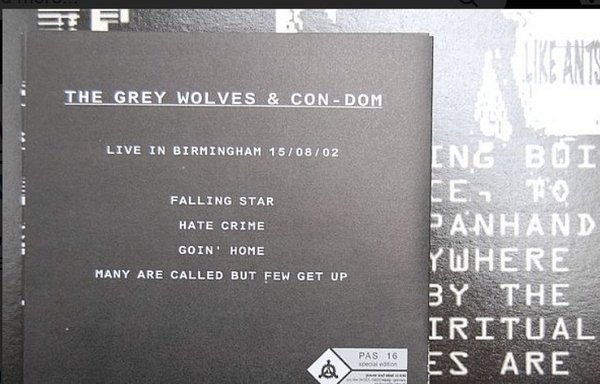 THE GREY WOLVES & CON-DOM
LIVE IN BIRMINGHAM 15/08/02
FALLING STAR
HATE CRIME
GOIN' HOME
MANY ARE CALLED BUT FEW GET UP
PAS 16
special edition
LIKE ANTS
ING BOI
CE, TO
PANHAND
YWHERE
BY THE
IRITUAL
ES ARE